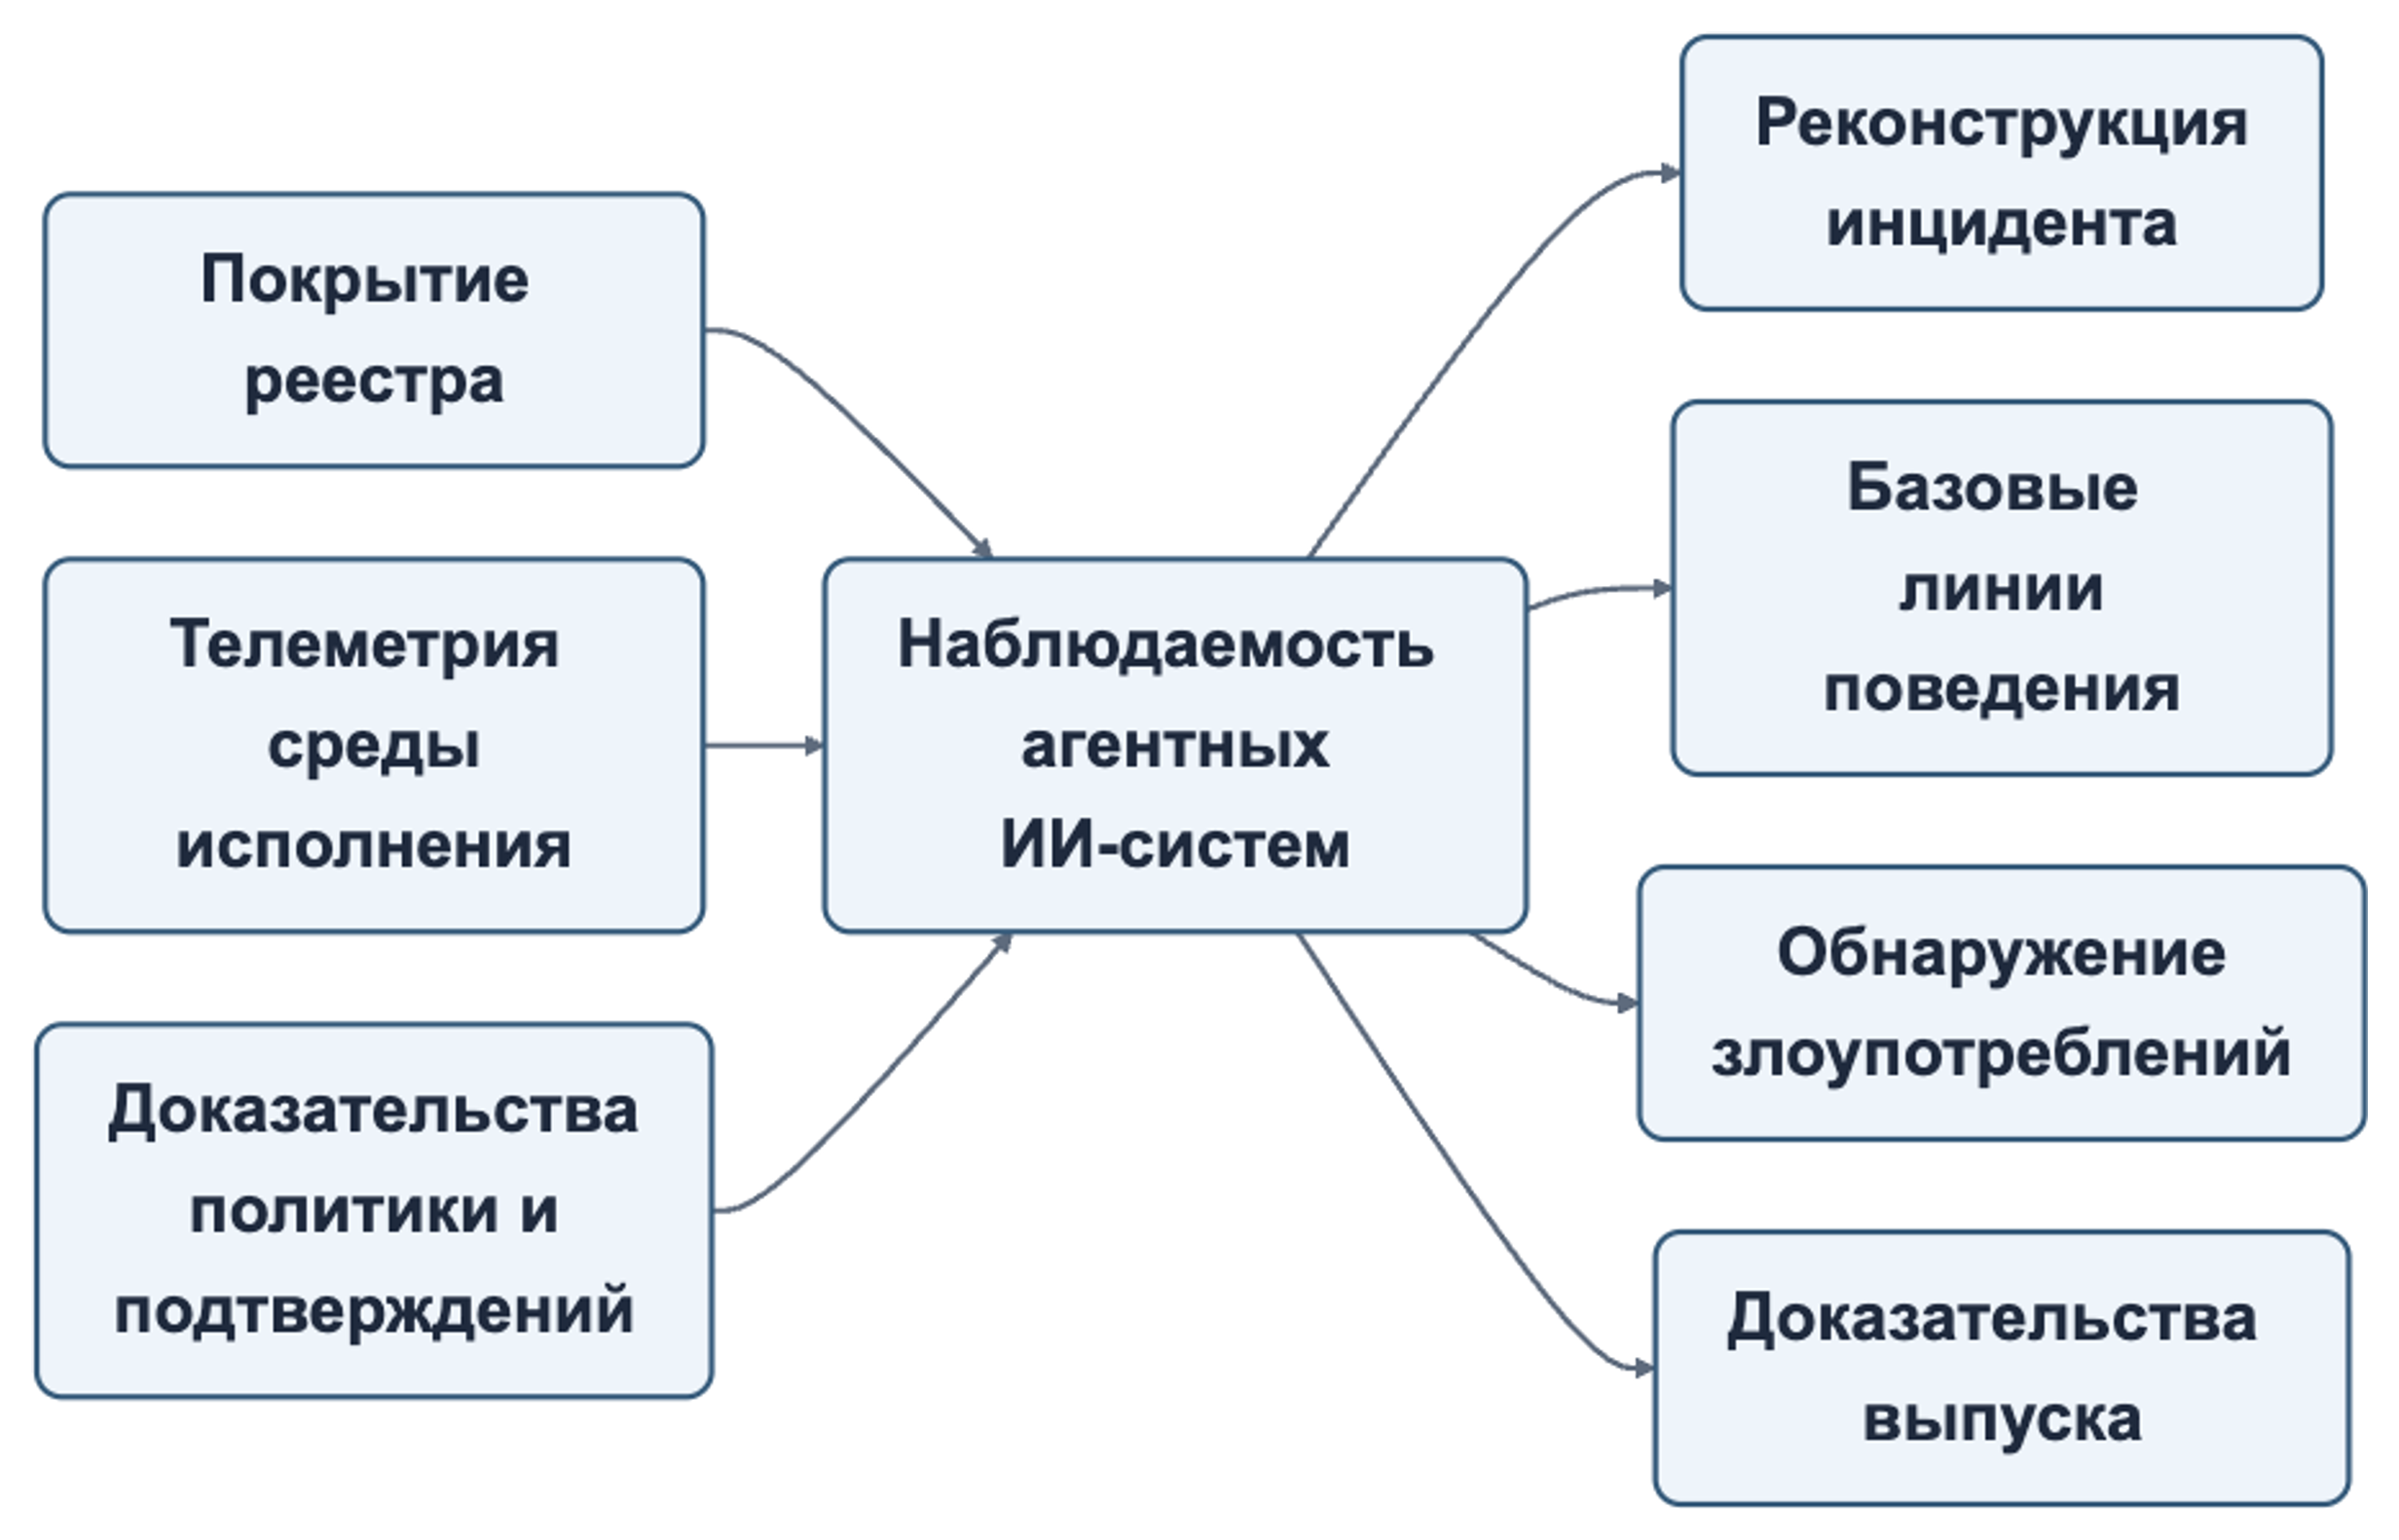 Покрытие
реестра
Телеметрия
среды
исполнения
Доказательства
политики и
подтверждений
Наблюдаемость
агентных
ИИ-систем
Реконструкция
инцидента
Базовые
линии
поведения
Обнаружение
злоупотреблений
Доказательства
выпуска